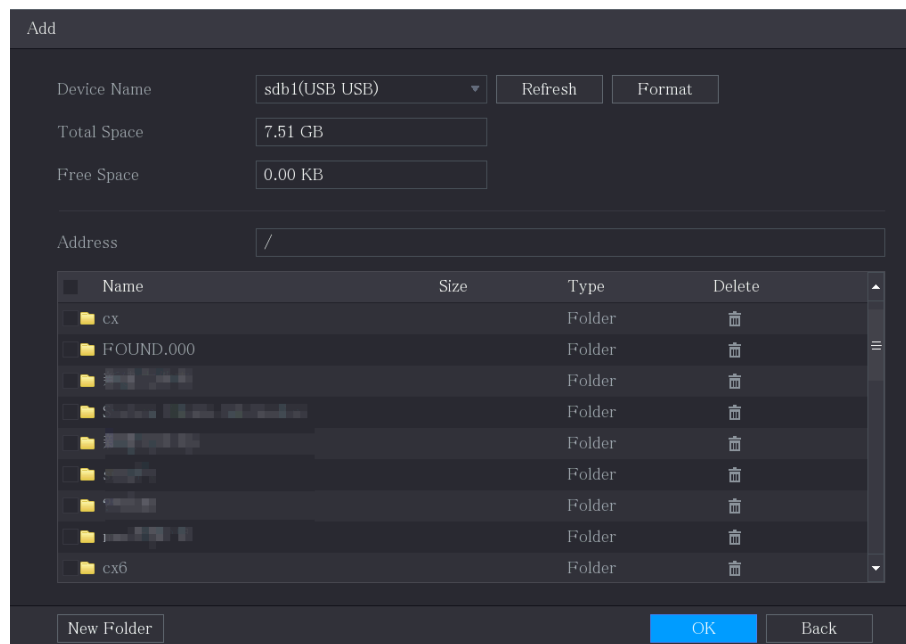 Add
Device Name sdb1(USB USB) Refresh Format
Total Space 7.51 GB
Free Space 0.00 KB
Address /
Name Size Type Delete
cx Folder
FOUND.000 Folder
Folder
Folder
Folder
Folder
Folder
Folder
cx6 Folder
New Folder OK Back